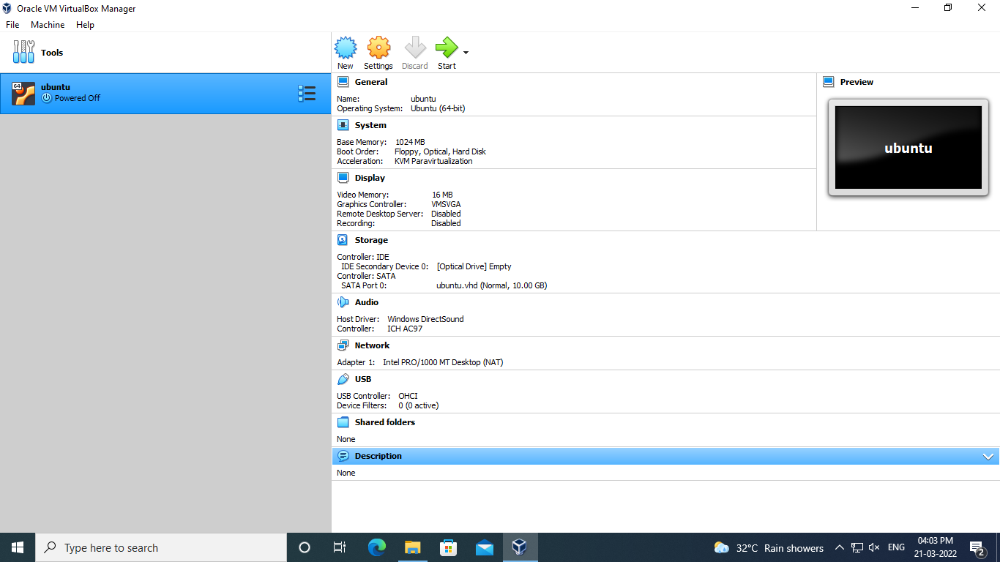 Oracle VM VirtualBox Manager
File Machine Help
Tools
New Settings Discard Start
64
ubuntu
Powered Off
General
Name: ubuntu
Operating System: Ubuntu (64-bit)
Preview
ubuntu
System
Base Memory: 1024 MB
Boot Order: Floppy, Optical, Hard Disk
Acceleration: KVM Paravirtualization
Display
Video Memory: 16 MB
Graphics Controller: VMSVGA
Remote Desktop Server: Disabled
Recording: Disabled
Storage
Controller: IDE
IDE Secondary Device 0: [Optical Drive] Empty
Controller: SATA
SATA Port 0: ubuntu.vhd (Normal, 10.00 GB)
Audio
Host Driver: Windows DirectSound
Controller: ICH AC97
Network
Adapter 1: Intel PRO/1000 MT Desktop (NAT)
USB
USB Controller: OHCI
Device Filters: 0 (0 active)
Shared folders
None
Description
None
Type here to search
32°C Rain showers
ENG
04:03 PM
21-03-2022
2